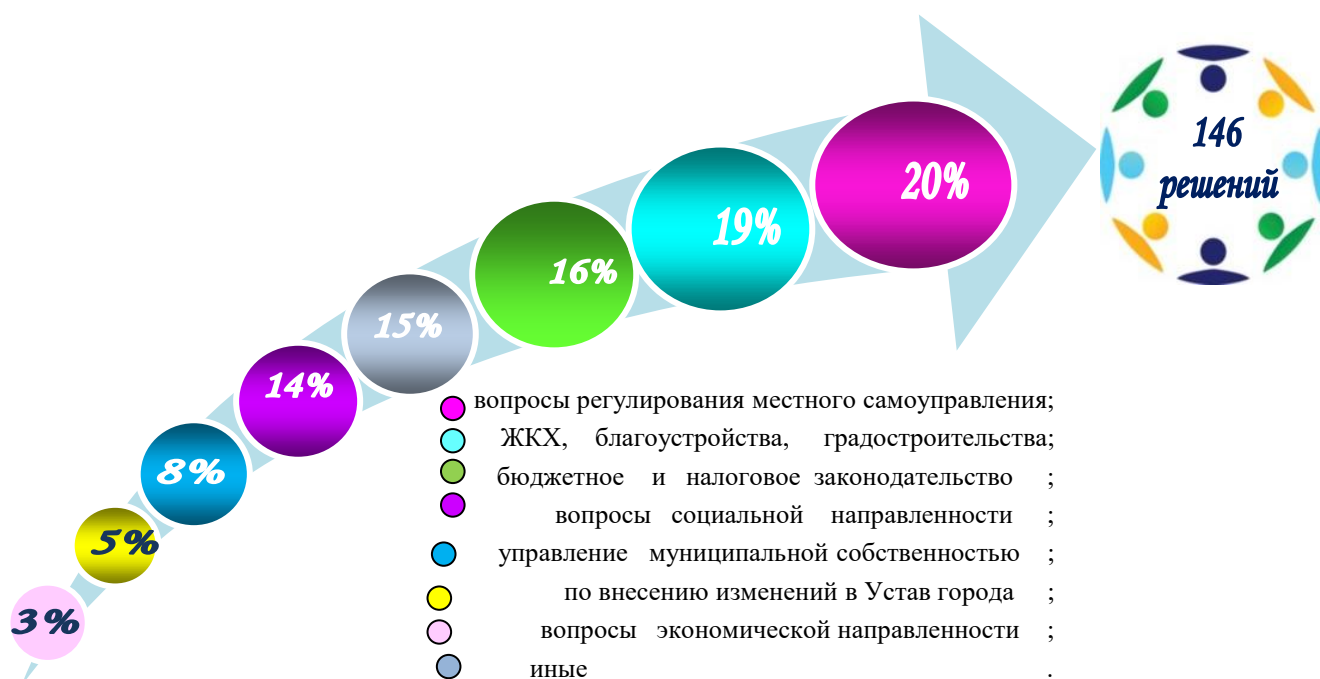 146
решений
20%
19%
16%
15%
14%
8%
5%
3%
вопросы регулирования местного самоуправления;
ЖКХ, благоустройства, градостроительства;
бюджетное и налоговое законодательство ;
вопросы социальной направленности ;
управление муниципальной собственностью ;
по внесению изменений в Устав города ;
вопросы экономической направленности ;
иные .